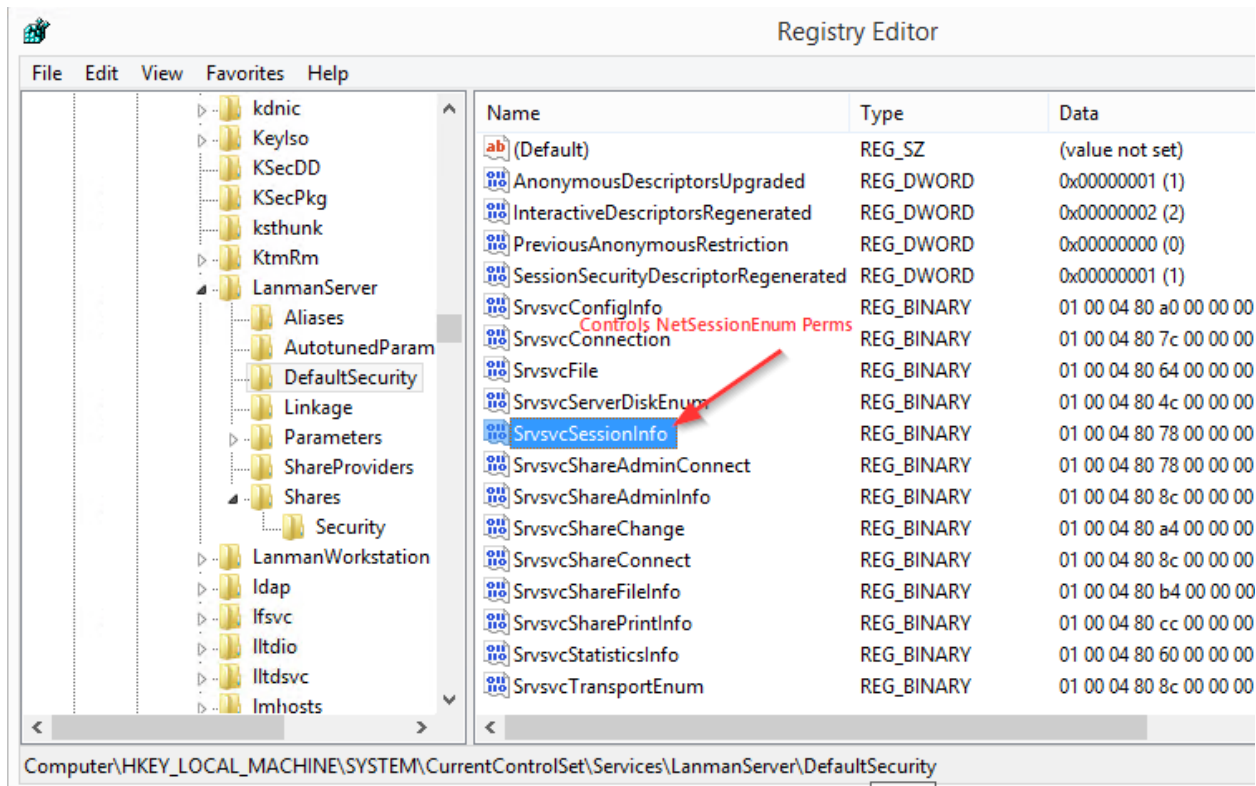 Registry Editor
File Edit View Favorites Help
kdnic
KeyIso
KSecDD
KSecPkg
ksthunk
KtmRm
LanmanServer
Aliases
AutotunedParam
DefaultSecurity
Linkage
Parameters
ShareProviders
Shares
Security
LanmanWorkstation
ldap
lfsvc
lltdio
lltdsvc
lmhosts
Name Type Data
(Default) REG_SZ (value not set)
AnonymousDescriptorsUpgraded REG_DWORD 0x00000001 (1)
InteractiveDescriptorsRegenerated REG_DWORD 0x00000002 (2)
PreviousAnonymousRestriction REG_DWORD 0x00000000 (0)
SessionSecurityDescriptorRegenerated REG_DWORD 0x00000001 (1)
SrvsvcConfigInfo REG_BINARY 01 00 04 80 a0 00 00 00
Controls NetSessionEnum Perms
SrvsvcConnection REG_BINARY 01 00 04 80 7c 00 00 00
SrvsvcFile REG_BINARY 01 00 04 80 64 00 00 00
SrvsvcServerDiskEnum REG_BINARY 01 00 04 80 4c 00 00 00
SrvsvcSessionInfo REG_BINARY 01 00 04 80 78 00 00 00
SrvsvcShareAdminConnect REG_BINARY 01 00 04 80 78 00 00 00
SrvsvcShareAdminInfo REG_BINARY 01 00 04 80 8c 00 00 00
SrvsvcShareChange REG_BINARY 01 00 04 80 a4 00 00 00
SrvsvcShareConnect REG_BINARY 01 00 04 80 8c 00 00 00
SrvsvcShareFileInfo REG_BINARY 01 00 04 80 b4 00 00 00
SrvsvcSharePrintInfo REG_BINARY 01 00 04 80 cc 00 00 00
SrvsvcStatisticsInfo REG_BINARY 01 00 04 80 60 00 00 00
SrvsvcTransportEnum REG_BINARY 01 00 04 80 8c 00 00 00
Computer\HKEY_LOCAL_MACHINE\SYSTEM\CurrentControlSet\Services\LanmanServer\DefaultSecurity